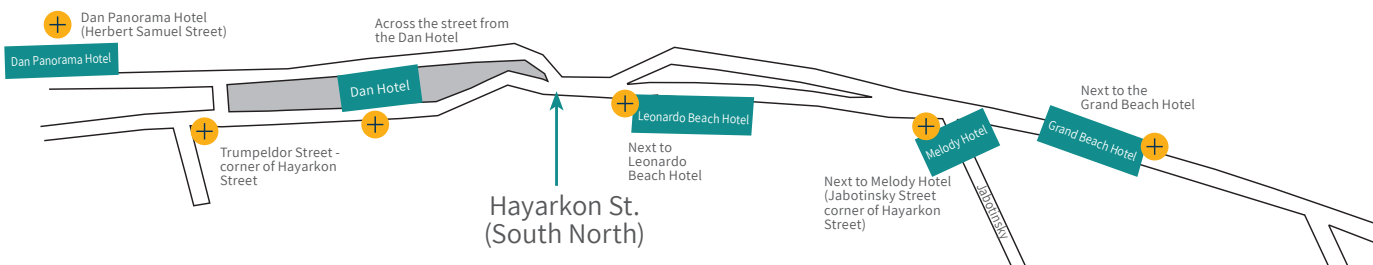 Dan Panorama Hotel
(Herbert Samuel Street)
Dan Panorama Hotel
Across the street from
the Dan Hotel
Dan Hotel
Trumpeldor Street -
corner of Hayarkon
Street
Hayarkon St.
(South North)
Leonardo Beach Hotel
Next to
Leonardo
Beach Hotel
Melody Hotel
Next to Melody Hotel
(Jabotinsky Street
corner of Hayarkon
Street)
Jabotinsky
Next to the
Grand Beach Hotel
Grand Beach Hotel